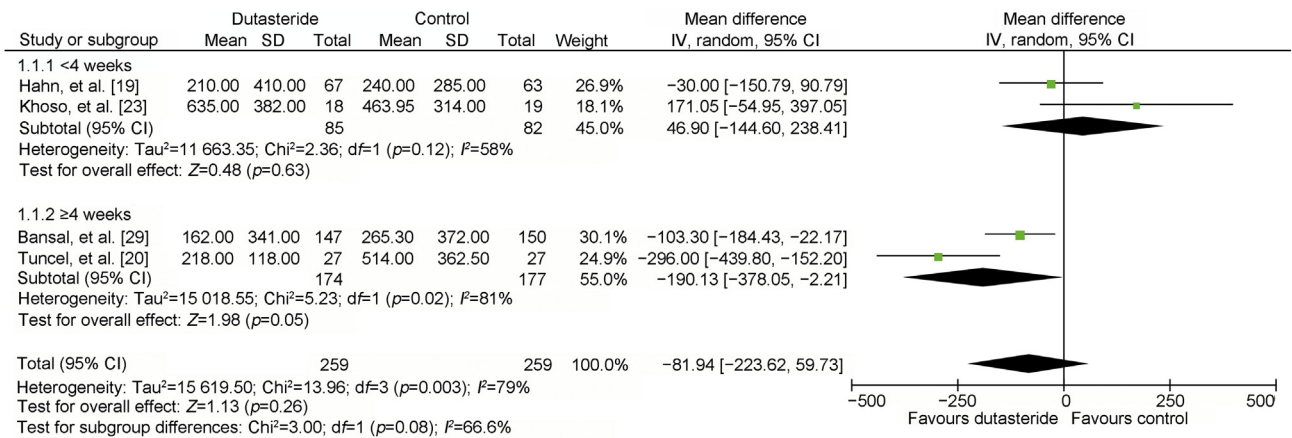 Dutasteride Control Mean difference Mean difference
Study or subgroup Mean SD Total Mean SD Total Weight IV, random, 95% CI IV, random, 95% CI
1.1.1 <4 weeks
Hahn, et al. [19] 210.00 410.00 67 240.00 285.00 63 26.9% −30.00 [−150.79, 90.79]
Khoso, et al. [23] 635.00 382.00 18 463.95 314.00 19 18.1% 171.05 [−54.95, 397.05]
Subtotal (95% CI) 85 82 45.0% 46.90 [−144.60, 238.41]
Heterogeneity: Tau²=11 663.35; Chi²=2.36; df=1 (p=0.12); I²=58%
Test for overall effect: Z=0.48 (p=0.63)
1.1.2 ≥4 weeks
Bansal, et al. [29] 162.00 341.00 147 265.30 372.00 150 30.1% −103.30 [−184.43, −22.17]
Tuncel, et al. [20] 218.00 118.00 27 514.00 362.50 27 24.9% −296.00 [−439.80, −152.20]
Subtotal (95% CI) 174 177 55.0% −190.13 [−378.05, −2.21]
Heterogeneity: Tau²=15 018.55; Chi²=5.23; df=1 (p=0.02); I²=81%
Test for overall effect: Z=1.98 (p=0.05)
Total (95% CI) 259 259 100.0% −81.94 [−223.62, 59.73]
Heterogeneity: Tau²=15 619.50; Chi²=13.96; df=3 (p=0.003); I²=79%
Test for overall effect: Z=1.13 (p=0.26)
Test for subgroup differences: Chi²=3.00; df=1 (p=0.08); I²=66.6%
−500 −250 0 250 500
Favours dutasteride Favours control